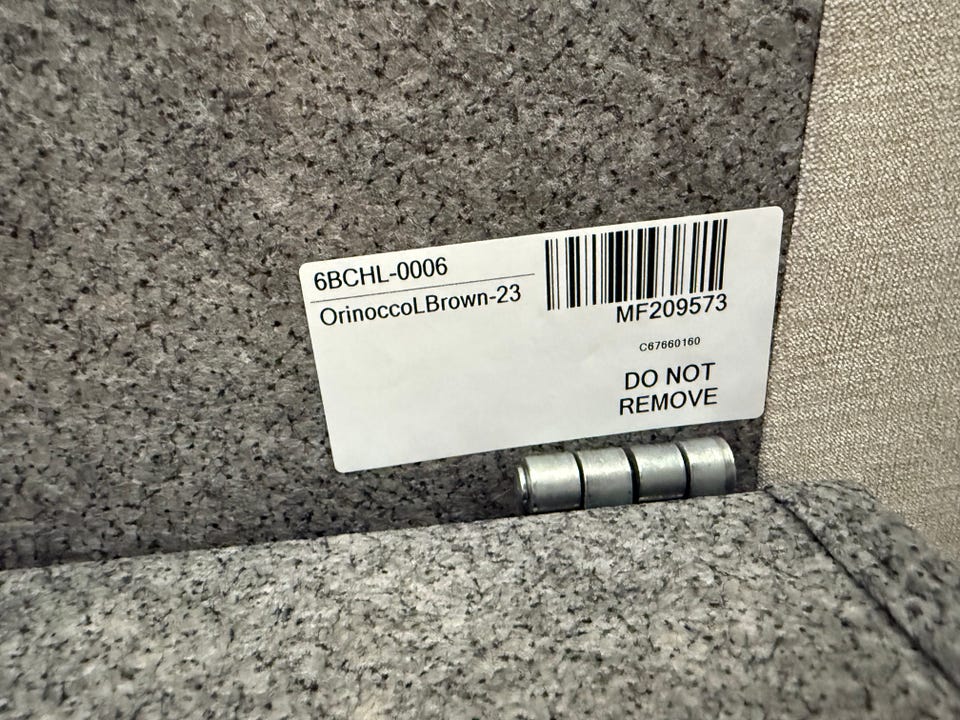 6BCHL-0006
OrinoccoLBrown-23
MF209573
C67660160
DO NOT
REMOVE